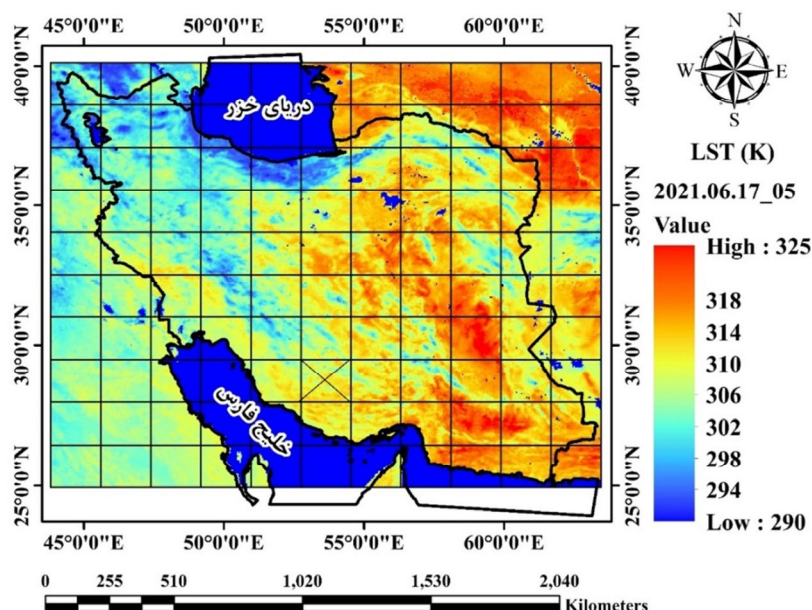 45°0'0"E 50°0'0"E 55°0'0"E 60°0'0"E
N
W E
S
40°0'0"N 40°0'0"N
35°0'0"N 35°0'0"N
30°0'0"N 30°0'0"N
25°0'0"N 25°0'0"N
دریای خزر
خلیج فارس
45°0'0"E 50°0'0"E 55°0'0"E 60°0'0"E
LST (K)
2021.06.17_05
Value
High : 325
318
314
310
306
302
298
294
Low : 290
0 255 510 1,020 1,530 2,040
Kilometers